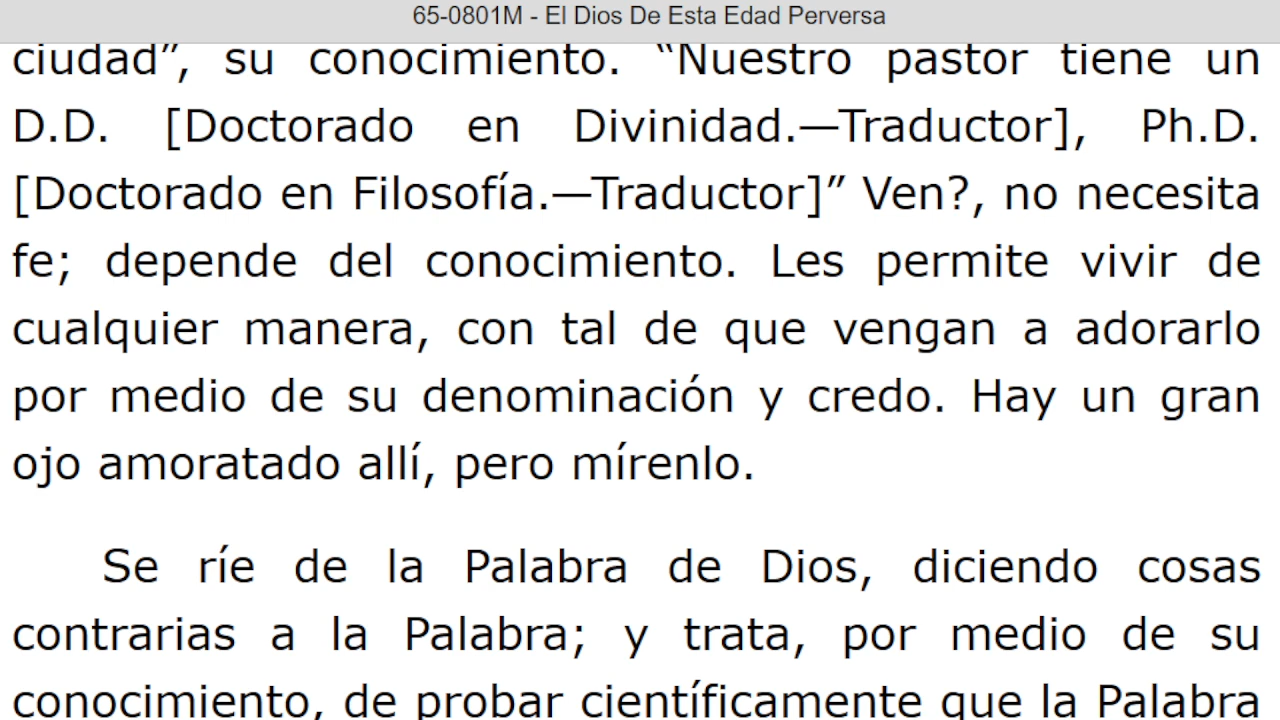 65-0801M - El Dios De Esta Edad Perversa
ciudad”, su conocimiento. “Nuestro pastor tiene un
D.D. [Doctorado en Divinidad.—Traductor], Ph.D.
[Doctorado en Filosofía.—Traductor]” Ven?, no necesita
fe; depende del conocimiento. Les permite vivir de
cualquier manera, con tal de que vengan a adorarlo
por medio de su denominación y credo. Hay un gran
ojo amoratado allí, pero mírenlo.
Se ríe de la Palabra de Dios, diciendo cosas
contrarias a la Palabra; y trata, por medio de su
conocimiento, de probar científicamente que la Palabra